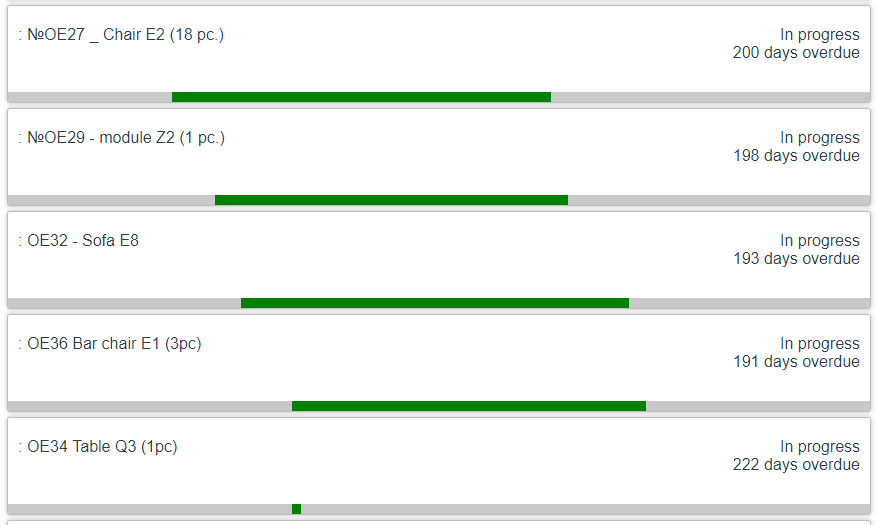 : №OE27 _ Chair E2 (18 pc.)
In progress
200 days overdue
: №OE29 - module Z2 (1 pc.)
In progress
198 days overdue
: OE32 - Sofa E8
In progress
193 days overdue
: OE36 Bar chair E1 (3pc)
In progress
191 days overdue
: OE34 Table Q3 (1pc)
In progress
222 days overdue